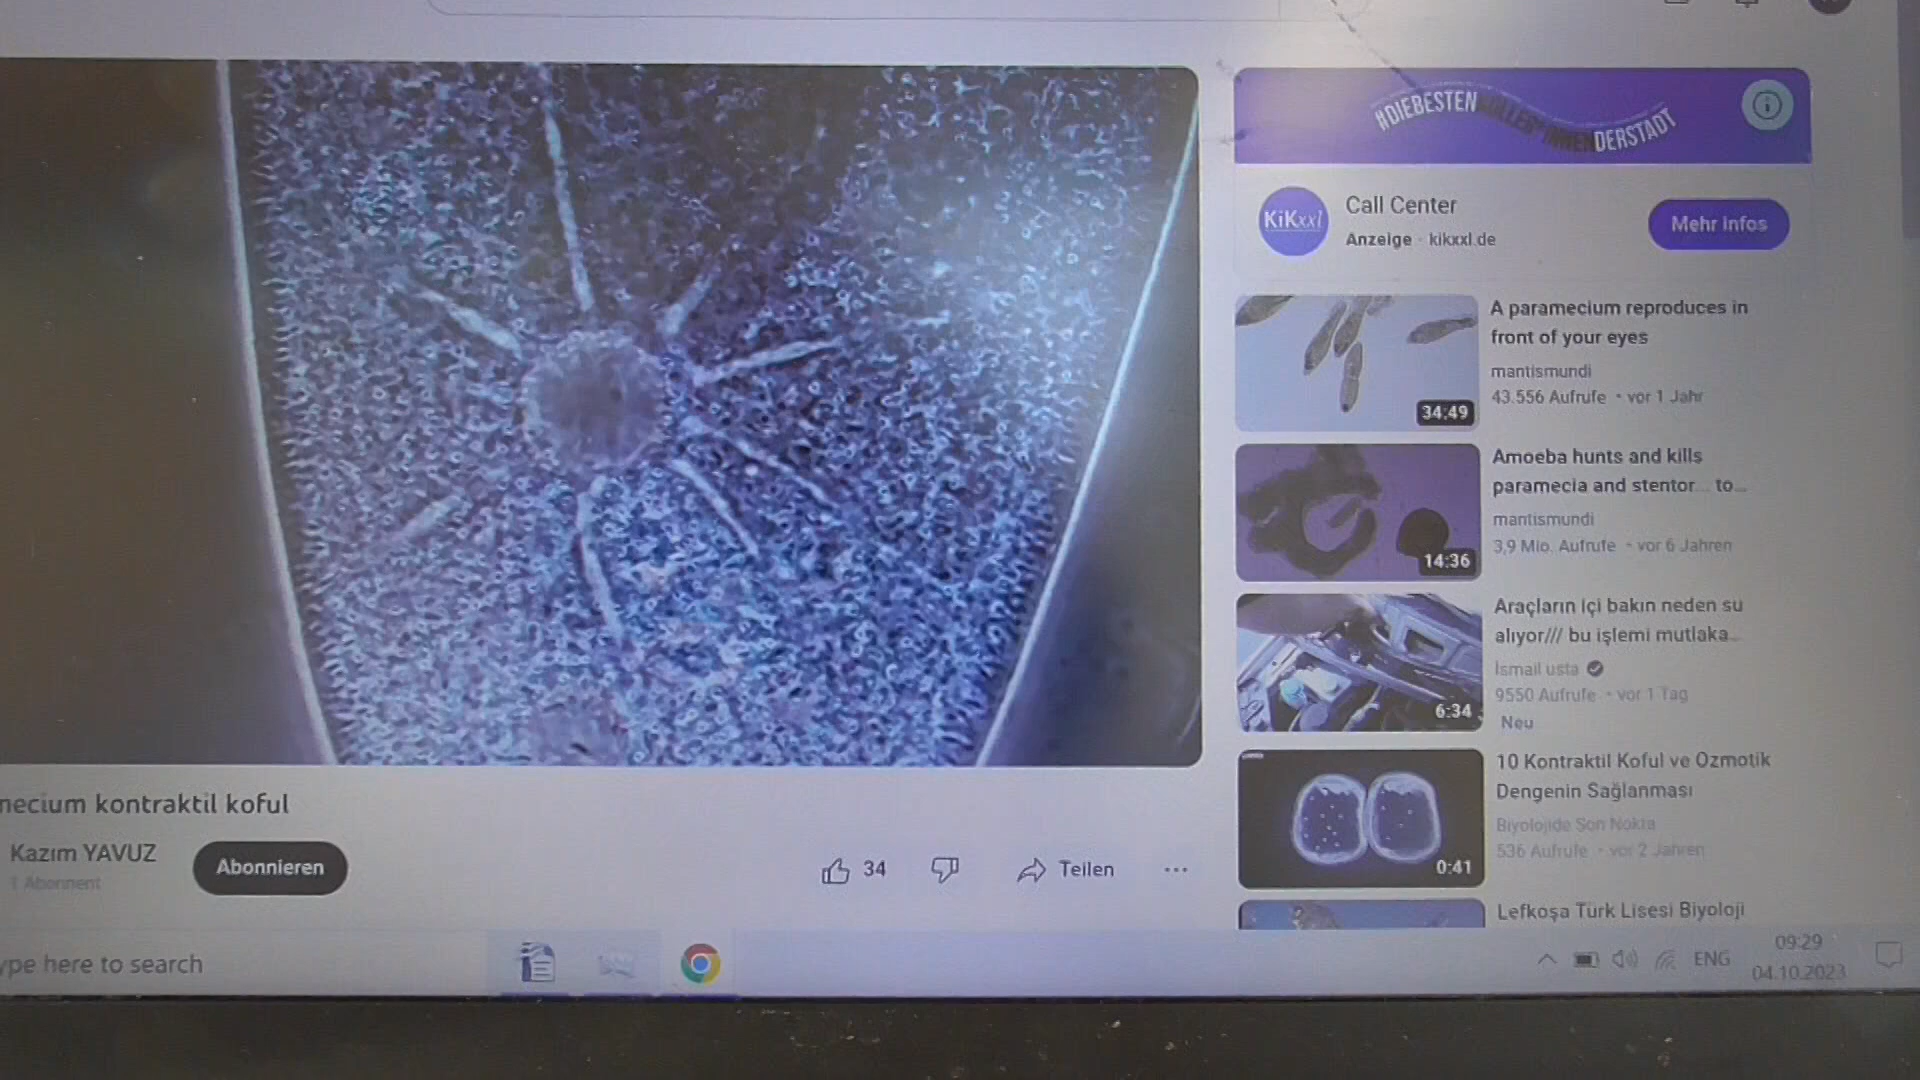 #DIEBESTEN
DERSTADT
KiKxxl
Call Center
Anzeige · kikxxl.de
Mehr Infos
A paramecium reproduces in
front of your eyes
mantismundi
43.556 Aufrufe • vor 1 Jahr
34:49
Amoeba hunts and kills
paramecia and stentor... to...
mantismundi
3,9 Mio. Aufrufe • vor 6 Jahren
14:36
Araçların içi bakın neden su
alıyor/// bu işlemi mutlaka...
İsmail usta
9550 Aufrufe • vor 1 Tag
Neu
6:34
10 Kontraktil Koful ve Ozmotik
Dengenin Sağlanması
Biyolojide Son Nokta
536 Aufrufe • vor 2 Jahren
0:41
Lefkoşa Türk Lisesi Biyoloji
necium kontraktil koful
Kazım YAVUZ
1 Abonnent
Abonnieren
34
Teilen
ype here to search
ENG
09:29
04.10.2023